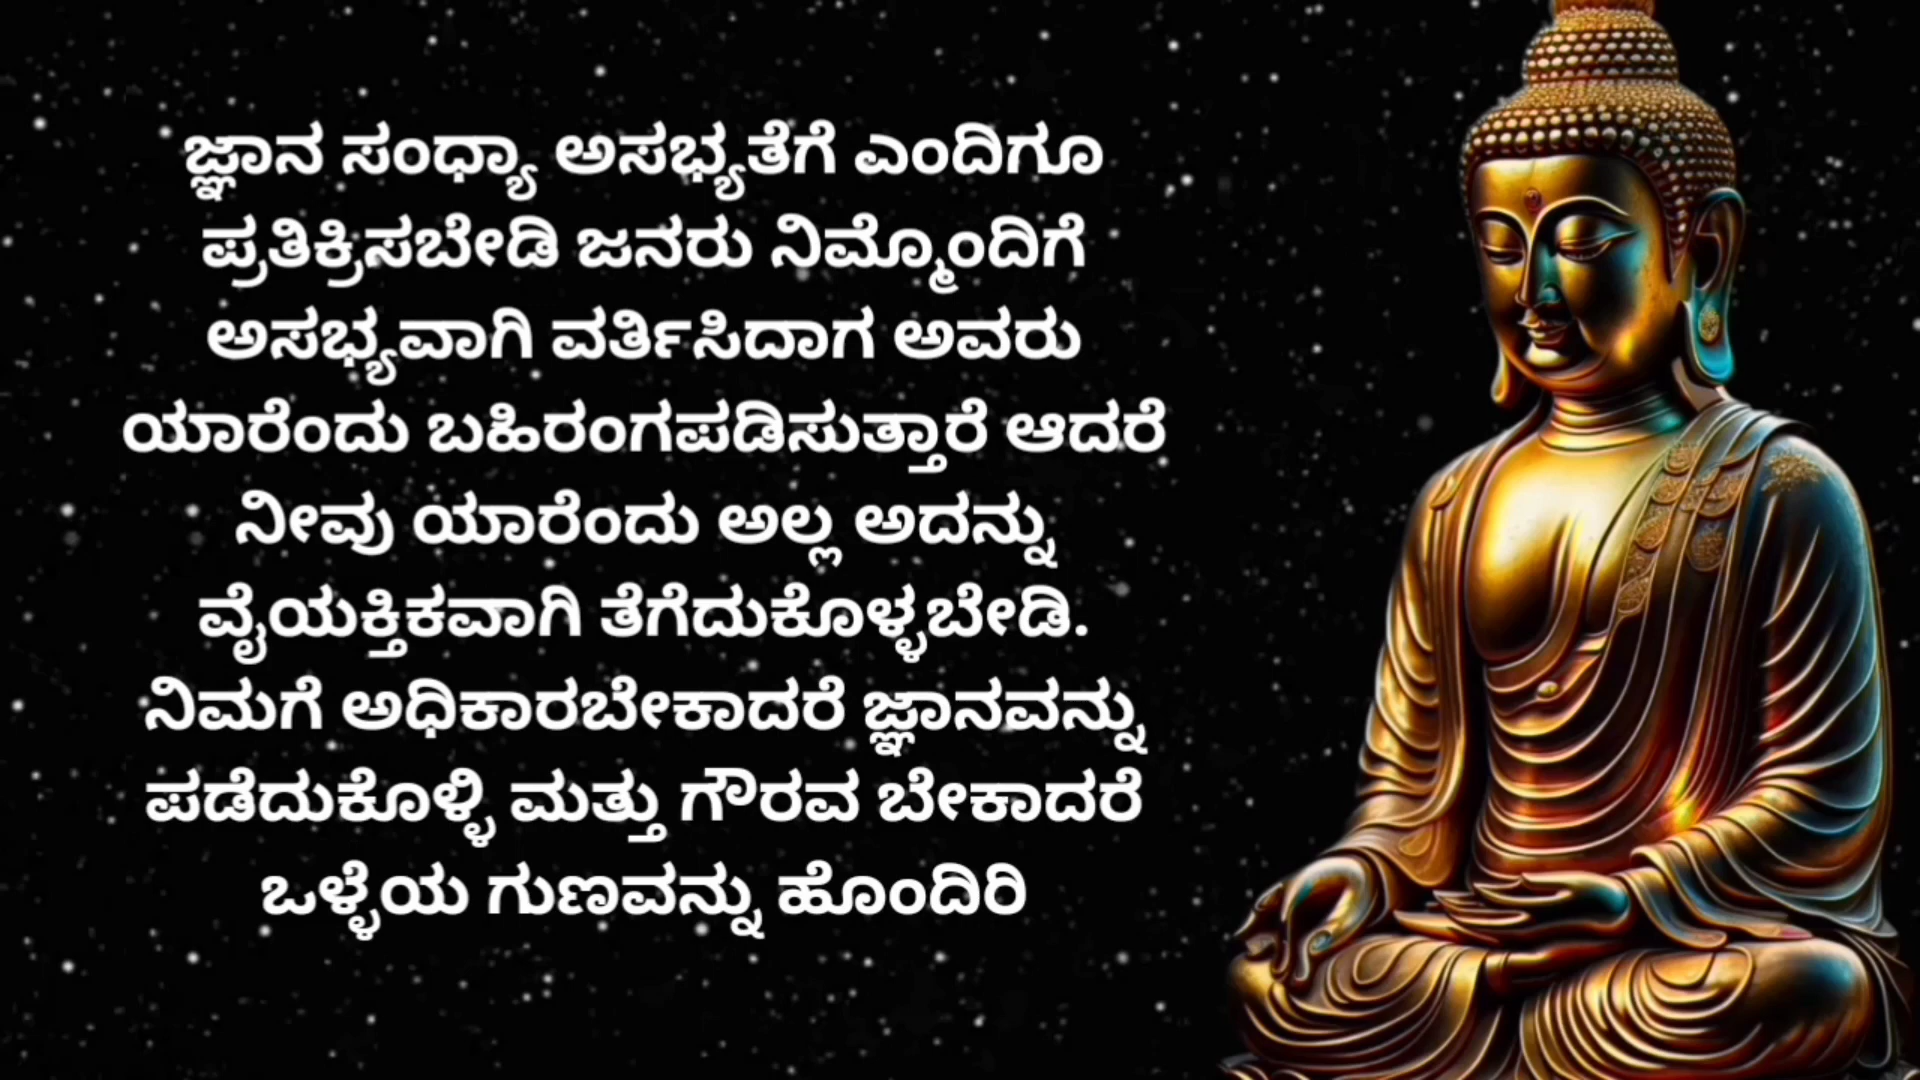 ಜ್ಞಾನ ಸಂಧ್ಯಾ ಅಸಭ್ಯತೆಗೆ ಎಂದಿಗೂ
ಪ್ರತಿಕ್ರಿಸಬೇಡಿ ಜನರು ನಿಮ್ಮೊಂದಿಗೆ
ಅಸಭ್ಯವಾಗಿ ವರ್ತಿಸಿದಾಗ ಅವರು
ಯಾರೆಂದು ಬಹಿರಂಗಪಡಿಸುತ್ತಾರೆ ಆದರೆ
ನೀವು ಯಾರೆಂದು ಅಲ್ಲ ಅದನ್ನು
ವೈಯಕ್ತಿಕವಾಗಿ ತೆಗೆದುಕೊಳ್ಳಬೇಡಿ.
ನಿಮಗೆ ಅಧಿಕಾರಬೇಕಾದರೆ ಜ್ಞಾನವನ್ನು
ಪಡೆದುಕೊಳ್ಳಿ ಮತ್ತು ಗೌರವ ಬೇಕಾದರೆ
ಒಳ್ಳೆಯ ಗುಣವನ್ನು ಹೊಂದಿರಿ